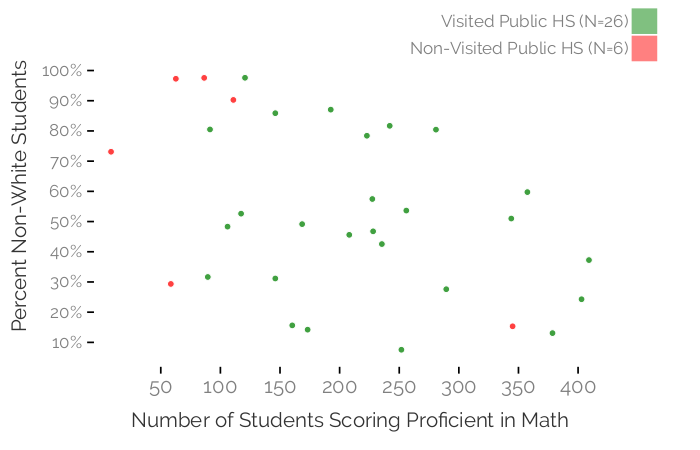 Visited Public HS (N=26)
Non-Visited Public HS (N=6)
Percent Non-White Students
100%
90%
80%
70%
60%
50%
40%
30%
20%
10%
50 100 150 200 250 300 350 400
Number of Students Scoring Proficient in Math